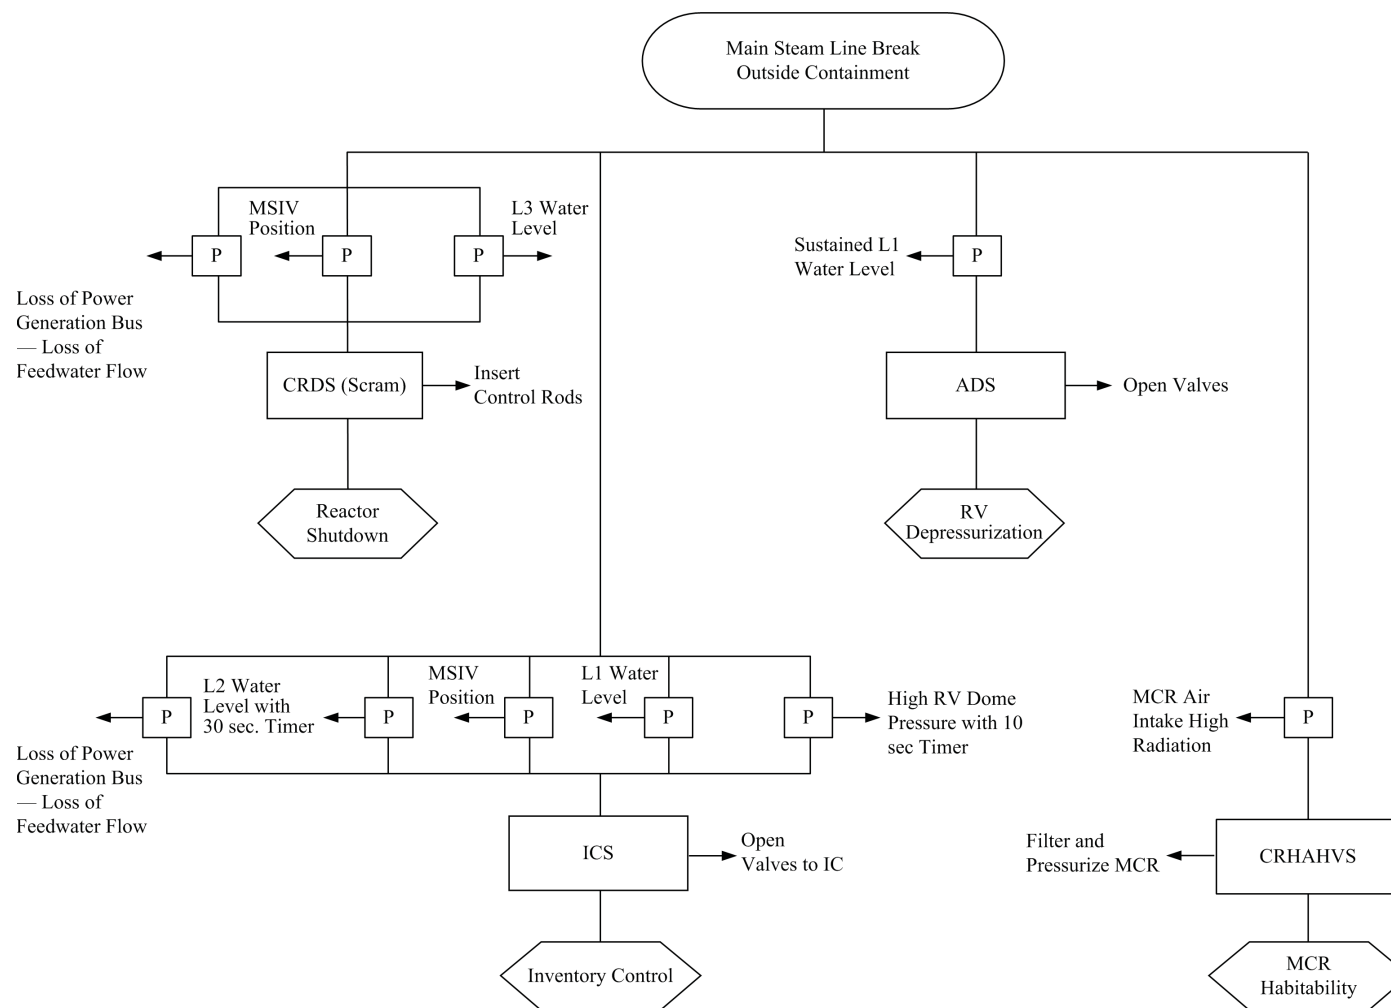 Main Steam Line Break
Outside Containment
MSIV
Position
L3 Water
Level
P
P
P
Loss of Power
Generation Bus
— Loss of
Feedwater Flow
CRDS (Scram)
Insert
Control Rods
Reactor
Shutdown
Sustained L1
Water Level
P
ADS
Open Valves
RV
Depressurization
L2 Water
Level with
30 sec. Timer
MSIV
Position
L1 Water
Level
P
P
P
P
P
High RV Dome
Pressure with 10
sec Timer
Loss of Power
Generation Bus
— Loss of
Feedwater Flow
ICS
Open
Valves to IC
Inventory Control
MCR Air
Intake High
Radiation
P
Filter and
Pressurize MCR
CRHAHVS
MCR
Habitability